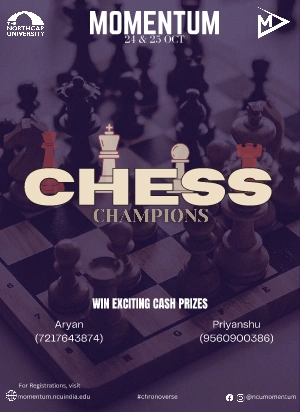 THE
NORTHCAP
UNIVERSITY
MOMENTUM
24 & 25 OCT
M
CHESS
CHAMPIONS
WIN EXCITING CASH PRIZES
Aryan
(7217643874)
Priyanshu
(9560900386)
For Registrations, visit
momentum.ncuindia.edu
#chronoverse
@ncumomentum